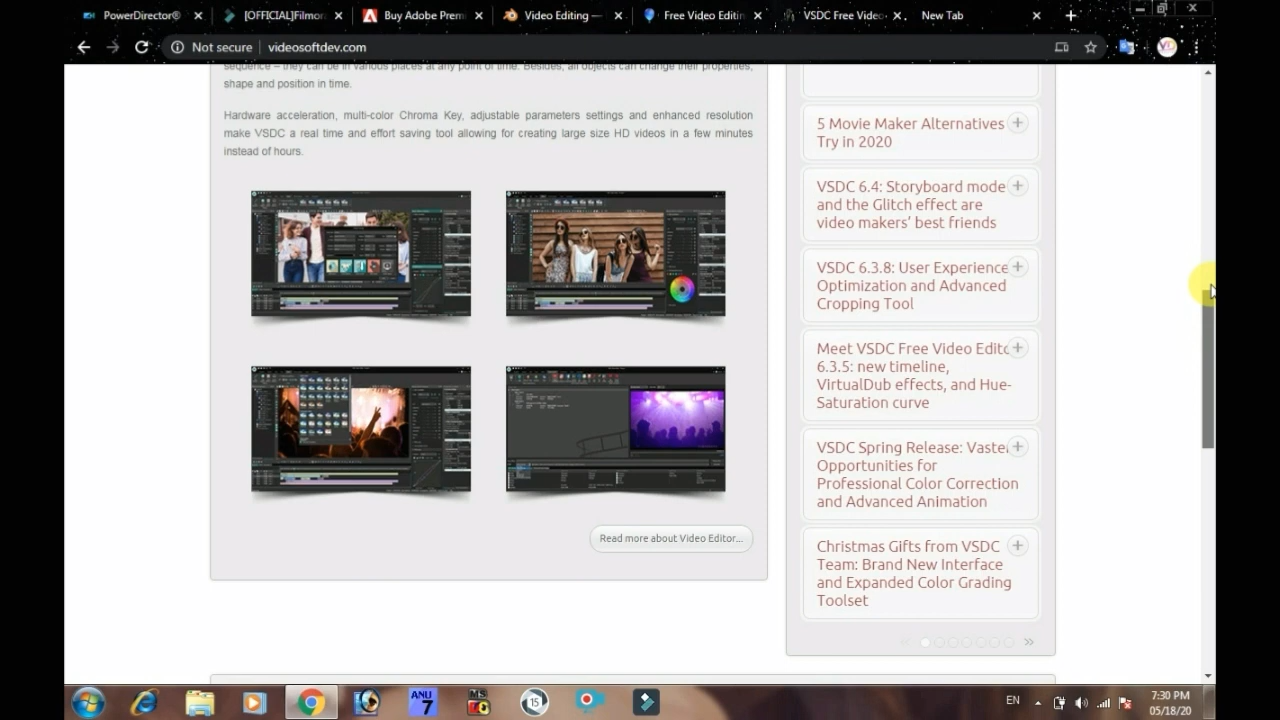 PowerDirector®
[OFFICIAL]Filmor
Buy Adobe Prem
Video Editing —
Free Video Editin
VSDC Free Video
New Tab
Not secure
videosoftdev.com
sequence – they can be in various places at any point of time. Besides, all objects can change their properties,
shape and position in time.
Hardware acceleration, multi-color Chroma Key, adjustable parameters settings and enhanced resolution
make VSDC a real time and effort saving tool allowing for creating large size HD videos in a few minutes
instead of hours.
Read more about Video Editor...
5 Movie Maker Alternatives
Try in 2020
VSDC 6.4: Storyboard mode
and the Glitch effect are
video makers' best friends
VSDC 6.3.8: User Experience
Optimization and Advanced
Cropping Tool
Meet VSDC Free Video Edito
6.3.5: new timeline,
VirtualDub effects, and Hue-
Saturation curve
VSDC Spring Release: Vaster
Opportunities for
Professional Color Correction
and Advanced Animation
Christmas Gifts from VSDC
Team: Brand New Interface
and Expanded Color Grading
Toolset
ANU
7
MS
15
EN
7:30 PM
05/18/20